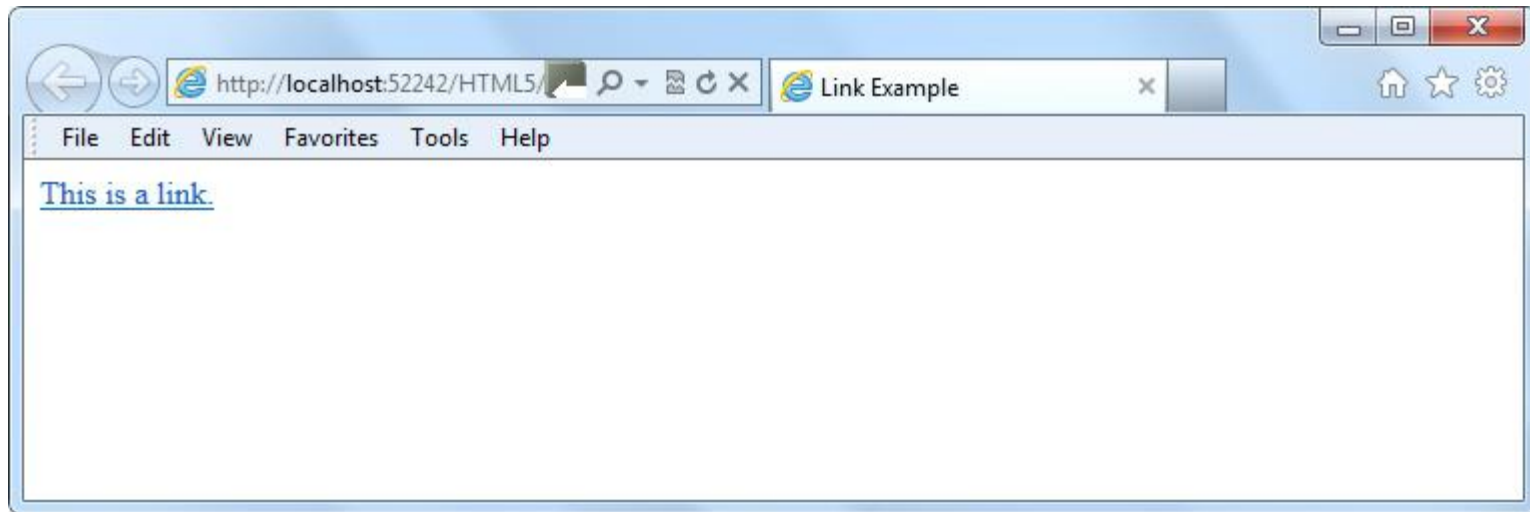 http://localhost:52242/HTML5/
Link Example
File Edit View Favorites Tools Help
This is a link.